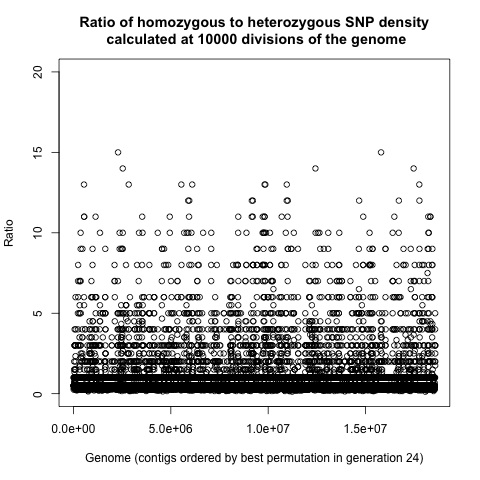 Ratio of homozygous to heterozygous SNP density
calculated at 10000 divisions of the genome
20
15
10
5
0
Ratio
0.0e+00 5.0e+06 1.0e+07 1.5e+07
Genome (contigs ordered by best permutation in generation 24)